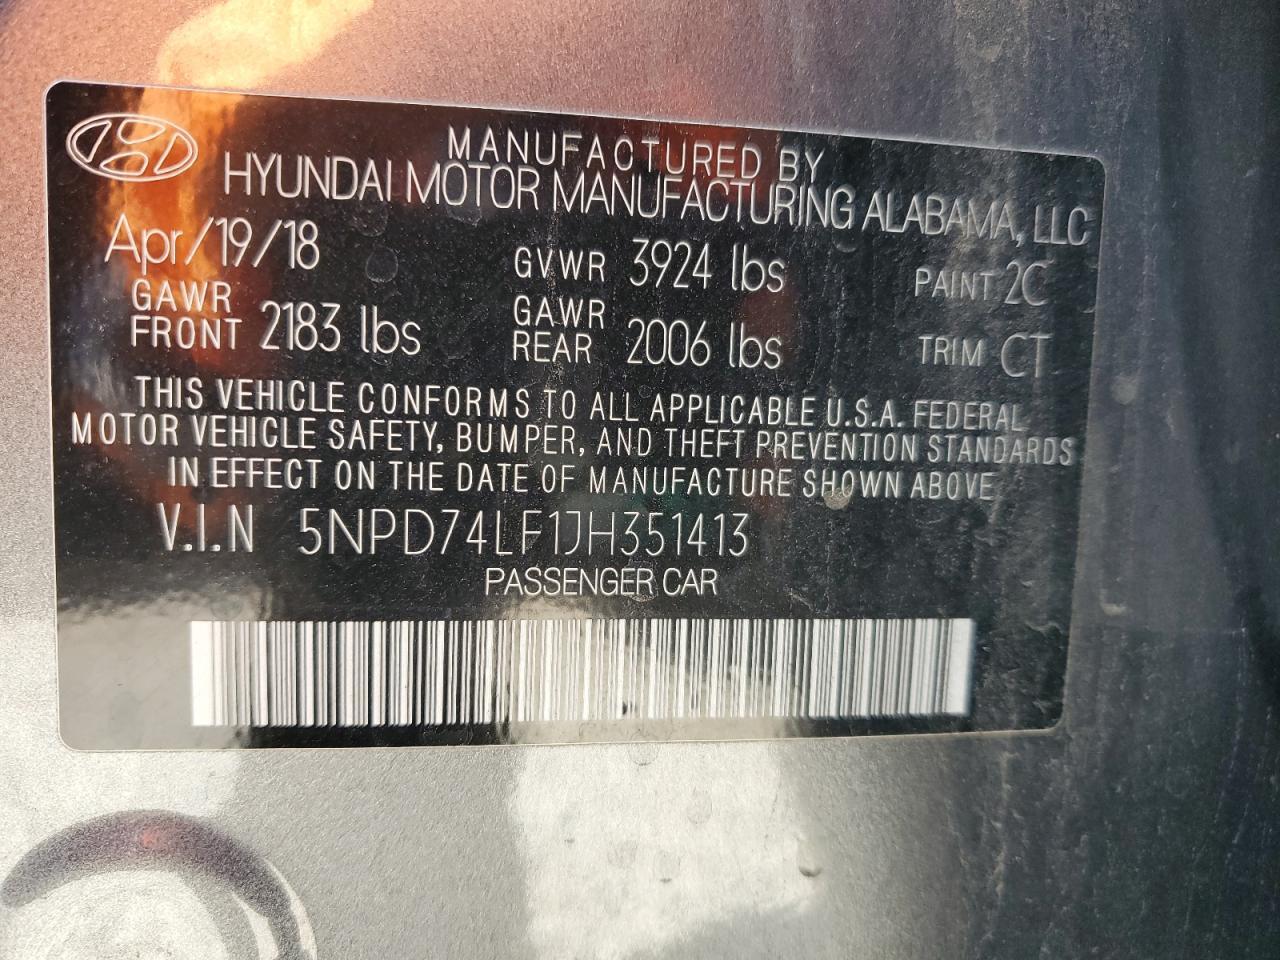 MANUFACTURED BY
HYUNDAI MOTOR MANUFACTURING ALABAMA, LLC
Apr/19/18 GVWR 3924 lbs PAINT 2C
GAWR FRONT 2183 lbs GAWR REAR 2006 lbs TRIM CT
THIS VEHICLE CONFORMS TO ALL APPLICABLE U.S.A. FEDERAL
MOTOR VEHICLE SAFETY, BUMPER, AND THEFT PREVENTION STANDARDS
IN EFFECT ON THE DATE OF MANUFACTURE SHOWN ABOVE
V.I.N 5NPD74LF1JH351413
PASSENGER CAR